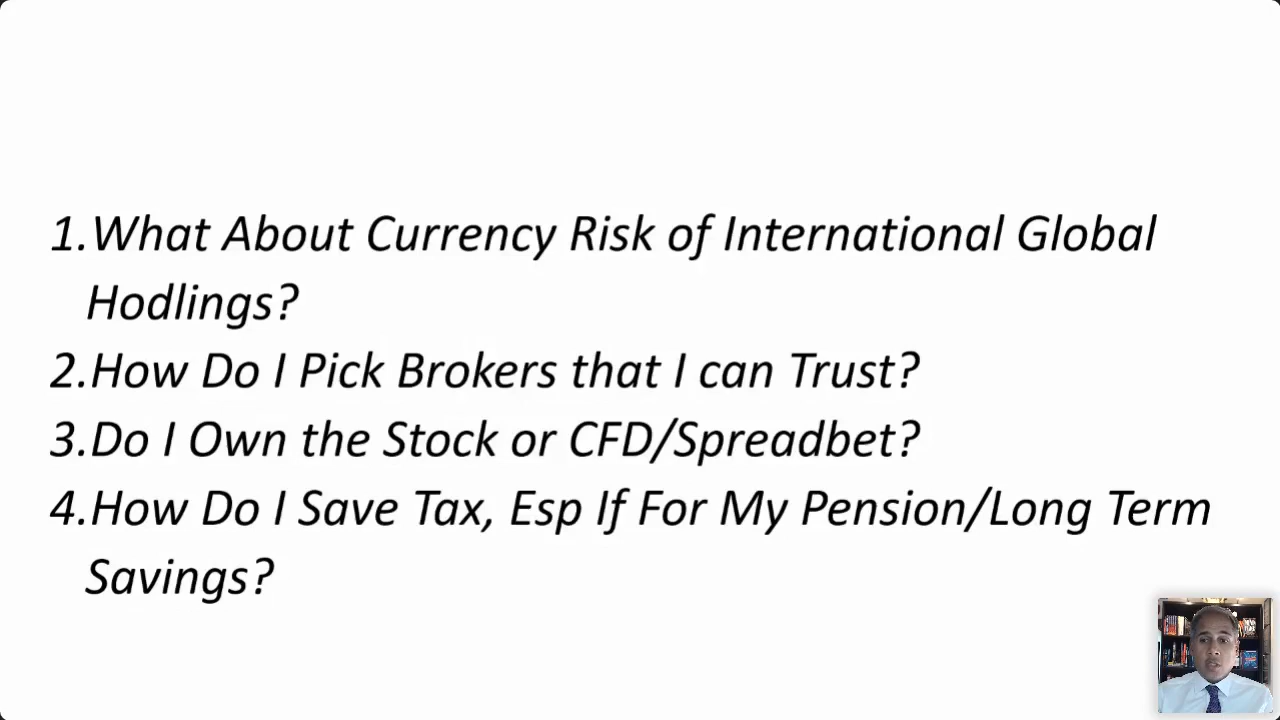 1.What About Currency Risk of International Global
Hodlings?
2.How Do I Pick Brokers that I can Trust?
3.Do I Own the Stock or CFD/Spreadbet?
4.How Do I Save Tax, Esp If For My Pension/Long Term
Savings?